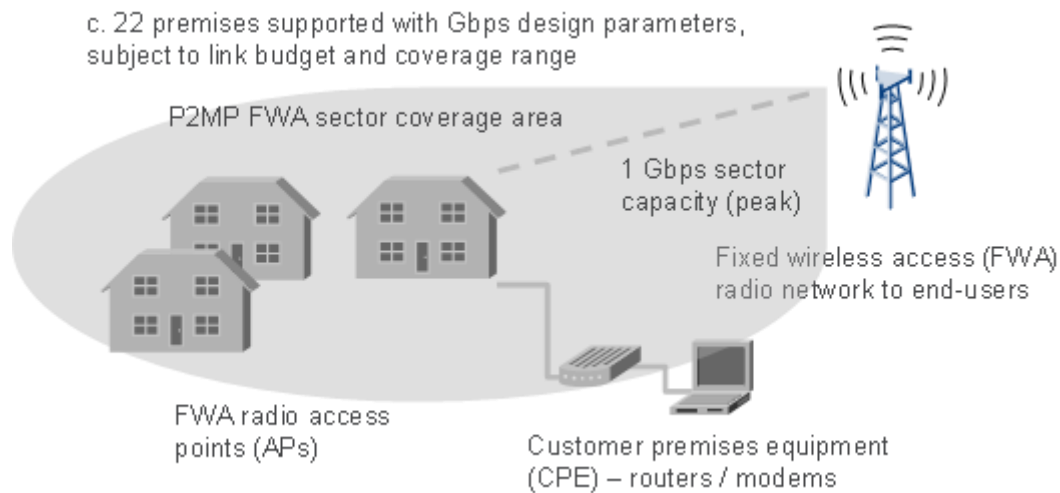 c. 22 premises supported with Gbps design parameters,
subject to link budget and coverage range
P2MP FWA sector coverage area
1 Gbps sector
capacity (peak)
Fixed wireless access (FWA)
radio network to end-users
FWA radio access
points (APs)
Customer premises equipment
(CPE) – routers / modems